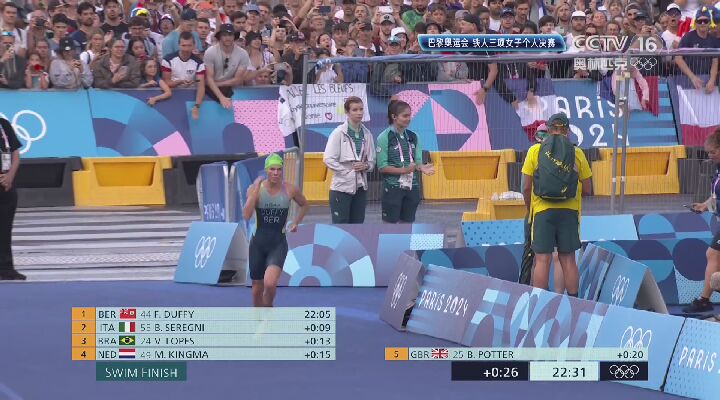 巴黎奥运会 铁人三项女子个人决赛
CCTV 16
奥林匹克
PARIS 2024
DUFFY
BER
PARIS 2024
PARIS 2024
1 BER 44 F. DUFFY 22:05
2 ITA B. SEREGNI +0:09
3 BRA 24 V. LOPES +0:13
4 NED 49 M. KINGMA +0:15
SWIM FINISH
5 GBR 25 B. POTTER +0:20
+0:26 22:31